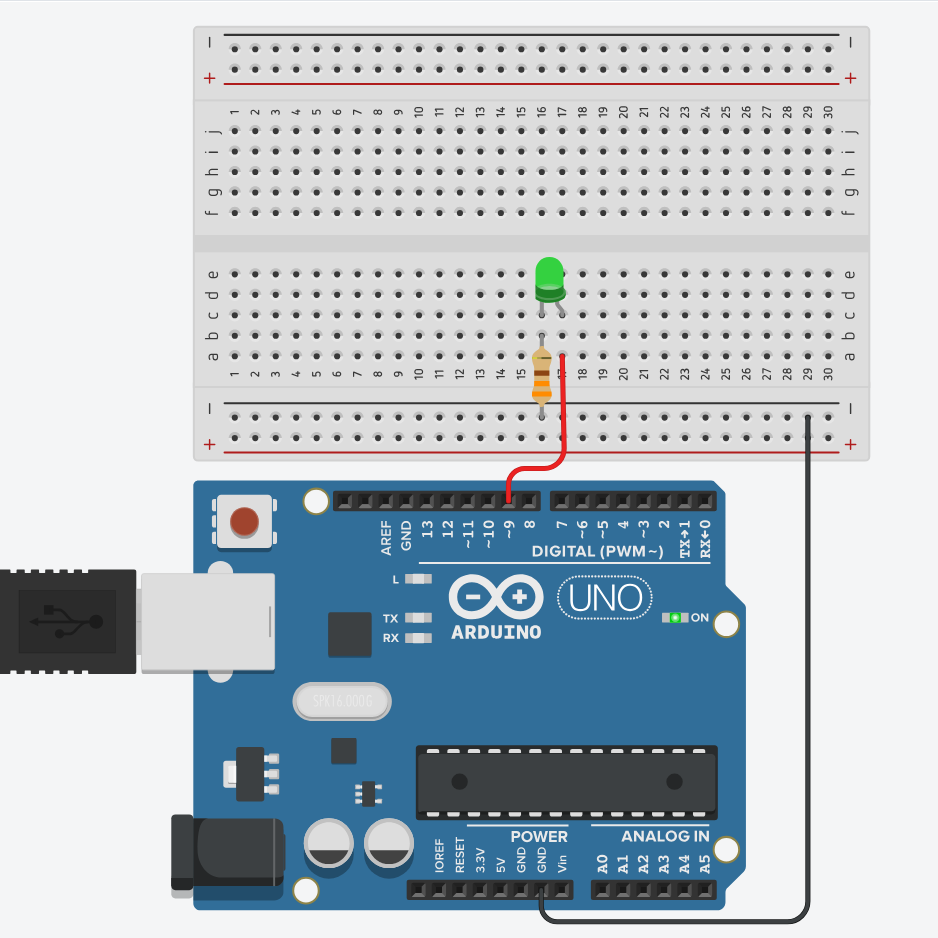 − −
+ +
1 2 3 4 5 6 7 8 9 10 11 12 13 14 15 16 17 18 19 20 21 22 23 24 25 26 27 28 29 30
j j
i i
h h
g g
f f
e e
d d
c c
b b
a a
1 2 3 4 5 6 7 8 9 10 11 12 13 14 15 16 17 18 19 20 21 22 23 24 25 26 27 28 29 30
− −
+ +
AREF GND 13 12 ~11 ~10 ~9 8 7 ~6 ~5 4 ~3 2 TX→1 RX←0
DIGITAL (PWM~)
L
TX
RX
UNO
ARDUINO
ON
SPK16.000G
POWER ANALOG IN
IOREF RESET 3.3V 5V GND GND Vin A0 A1 A2 A3 A4 A5